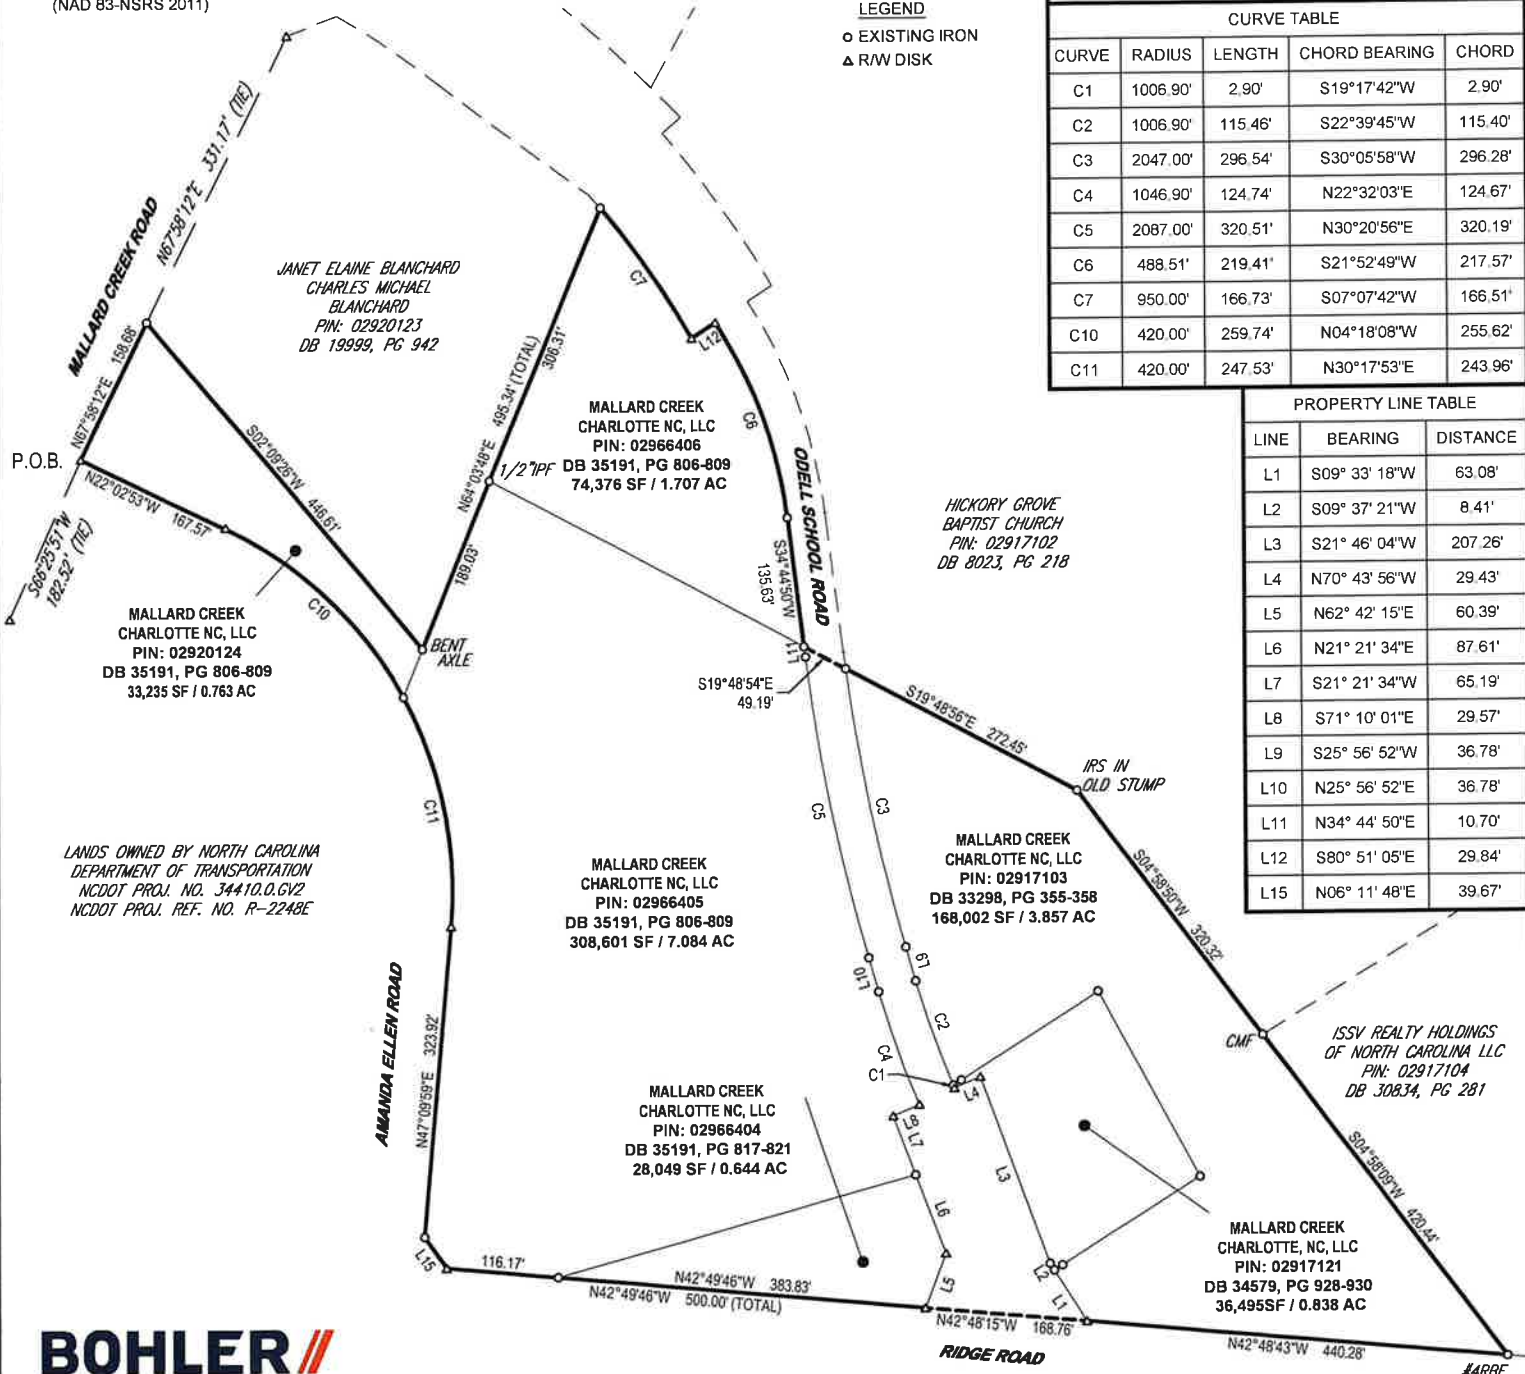 (NAD 83-NSRS 2011)
LEGEND
EXISTING IRON
R/W DISK
CURVE TABLE
CURVE RADIUS LENGTH CHORD BEARING CHORD
C1 1006.90' 2.90' S19°17'42"W 2.90'
C2 1006.90' 115.46' S22°39'45"W 115.40'
C3 2047.00' 296.54' S30°05'58"W 296.28'
C4 1046.90' 124.74' N22°32'03"E 124.67'
C5 2087.00' 320.51' N30°20'56"E 320.19'
C6 488.51' 219.41' S21°52'49"W 217.57'
C7 950.00' 166.73' S07°07'42"W 166.51'
C10 420.00' 259.74' N04°18'08"W 255.62'
C11 420.00' 247.53' N30°17'53"E 243.96'
PROPERTY LINE TABLE
LINE BEARING DISTANCE
L1 S09° 33' 18"W 63.08'
L2 S09° 37' 21"W 8.41'
L3 S21° 46' 04"W 207.26'
L4 N70° 43' 56"W 29.43'
L5 N62° 42' 15"E 60.39'
L6 N21° 21' 34"E 87.61'
L7 S21° 21' 34"W 65.19'
L8 S71° 10' 01"E 29.57'
L9 S25° 56' 52"W 36.78'
L10 N25° 56' 52"E 36.78'
L11 N34° 44' 50"E 10.70'
L12 S80° 51' 05"E 29.84'
L15 N06° 11' 48"E 39.67'
N67°58'12"E 331.17' (TIE)
MALLARD CREEK ROAD
N67°58'12"E 158.68'
P.O.B.
S66°25'51"W
182.52' (TIE)
N22°02'53"W 167.57'
JANET ELAINE BLANCHARD
CHARLES MICHAEL
BLANCHARD
PIN: 02920123
DB 19999, PG 942
S02°09'26"W 446.61'
N64°03'48"E 495.34' (TOTAL)
306.31'
189.03'
1/2"IPF
C7
L12
C6
MALLARD CREEK
CHARLOTTE NC, LLC
PIN: 02966406
DB 35191, PG 806-809
74,376 SF / 1.707 AC
ODELL SCHOOL ROAD
S34°44'50"W
135.63'
L11
S19°48'54"E
49.19'
HICKORY GROVE
BAPTIST CHURCH
PIN: 02917102
DB 8023, PG 218
S19°48'56"E 272.45'
IRS IN
OLD STUMP
MALLARD CREEK
CHARLOTTE NC, LLC
PIN: 02920124
DB 35191, PG 806-809
33,235 SF / 0.763 AC
C10
BENT
AXLE
C11
LANDS OWNED BY NORTH CAROLINA
DEPARTMENT OF TRANSPORTATION
NCDOT PROJ. NO. 34410.0.GV2
NCDOT PROJ. REF. NO. R-2248E
MALLARD CREEK
CHARLOTTE NC, LLC
PIN: 02966405
DB 35191, PG 806-809
308,601 SF / 7.084 AC
C5
C3
MALLARD CREEK
CHARLOTTE NC, LLC
PIN: 02917103
DB 33298, PG 355-358
168,002 SF / 3.857 AC
S04°58'50"W 320.32'
L10
L9
C2
C4
C1
L4
L8
L7
L3
L6
L5
L2
L1
CMF
ISSV REALTY HOLDINGS
OF NORTH CAROLINA LLC
PIN: 02917104
DB 30834, PG 281
S04°58'09"W 420.44'
AMANDA ELLEN ROAD
N47°09'59"E 323.92'
MALLARD CREEK
CHARLOTTE NC, LLC
PIN: 02966404
DB 35191, PG 817-821
28,049 SF / 0.644 AC
MALLARD CREEK
CHARLOTTE, NC, LLC
PIN: 02917121
DB 34579, PG 928-930
36,495SF / 0.838 AC
L15
116.17'
N42°49'46"W 383.83'
N42°49'46"W 500.00' (TOTAL)
N42°48'15"W 168.76'
RIDGE ROAD
N42°48'43"W 440.28'
#4RBF
BOHLER//